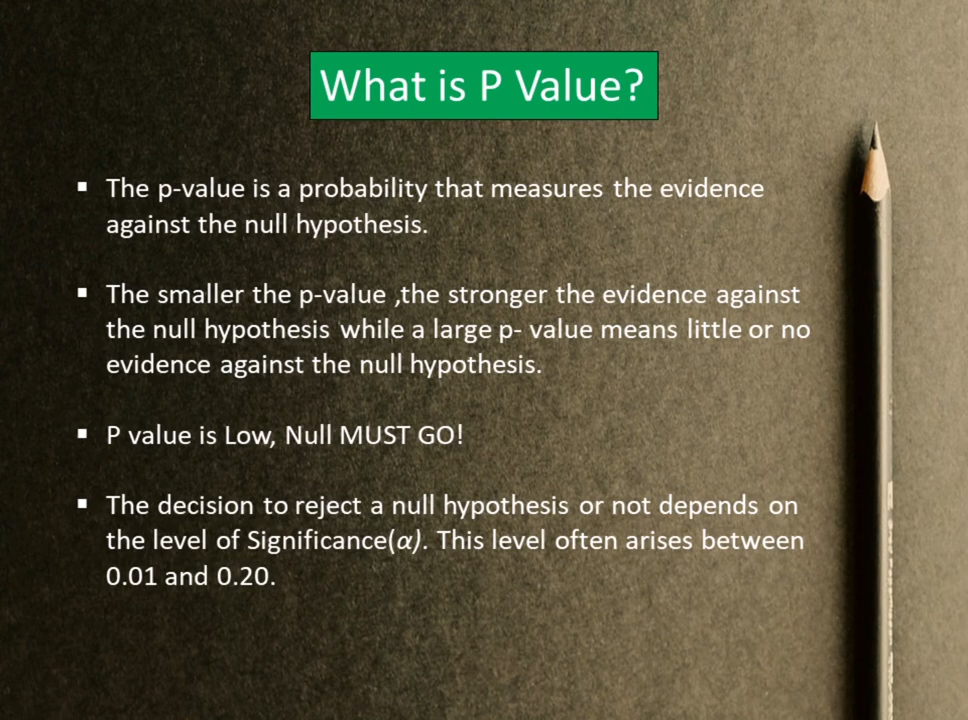 What is P Value?
▪ The p-value is a probability that measures the evidence
against the null hypothesis.
▪ The smaller the p-value ,the stronger the evidence against
the null hypothesis while a large p- value means little or no
evidence against the null hypothesis.
▪ P value is Low, Null MUST GO!
▪ The decision to reject a null hypothesis or not depends on
the level of Significance(α). This level often arises between
0.01 and 0.20.